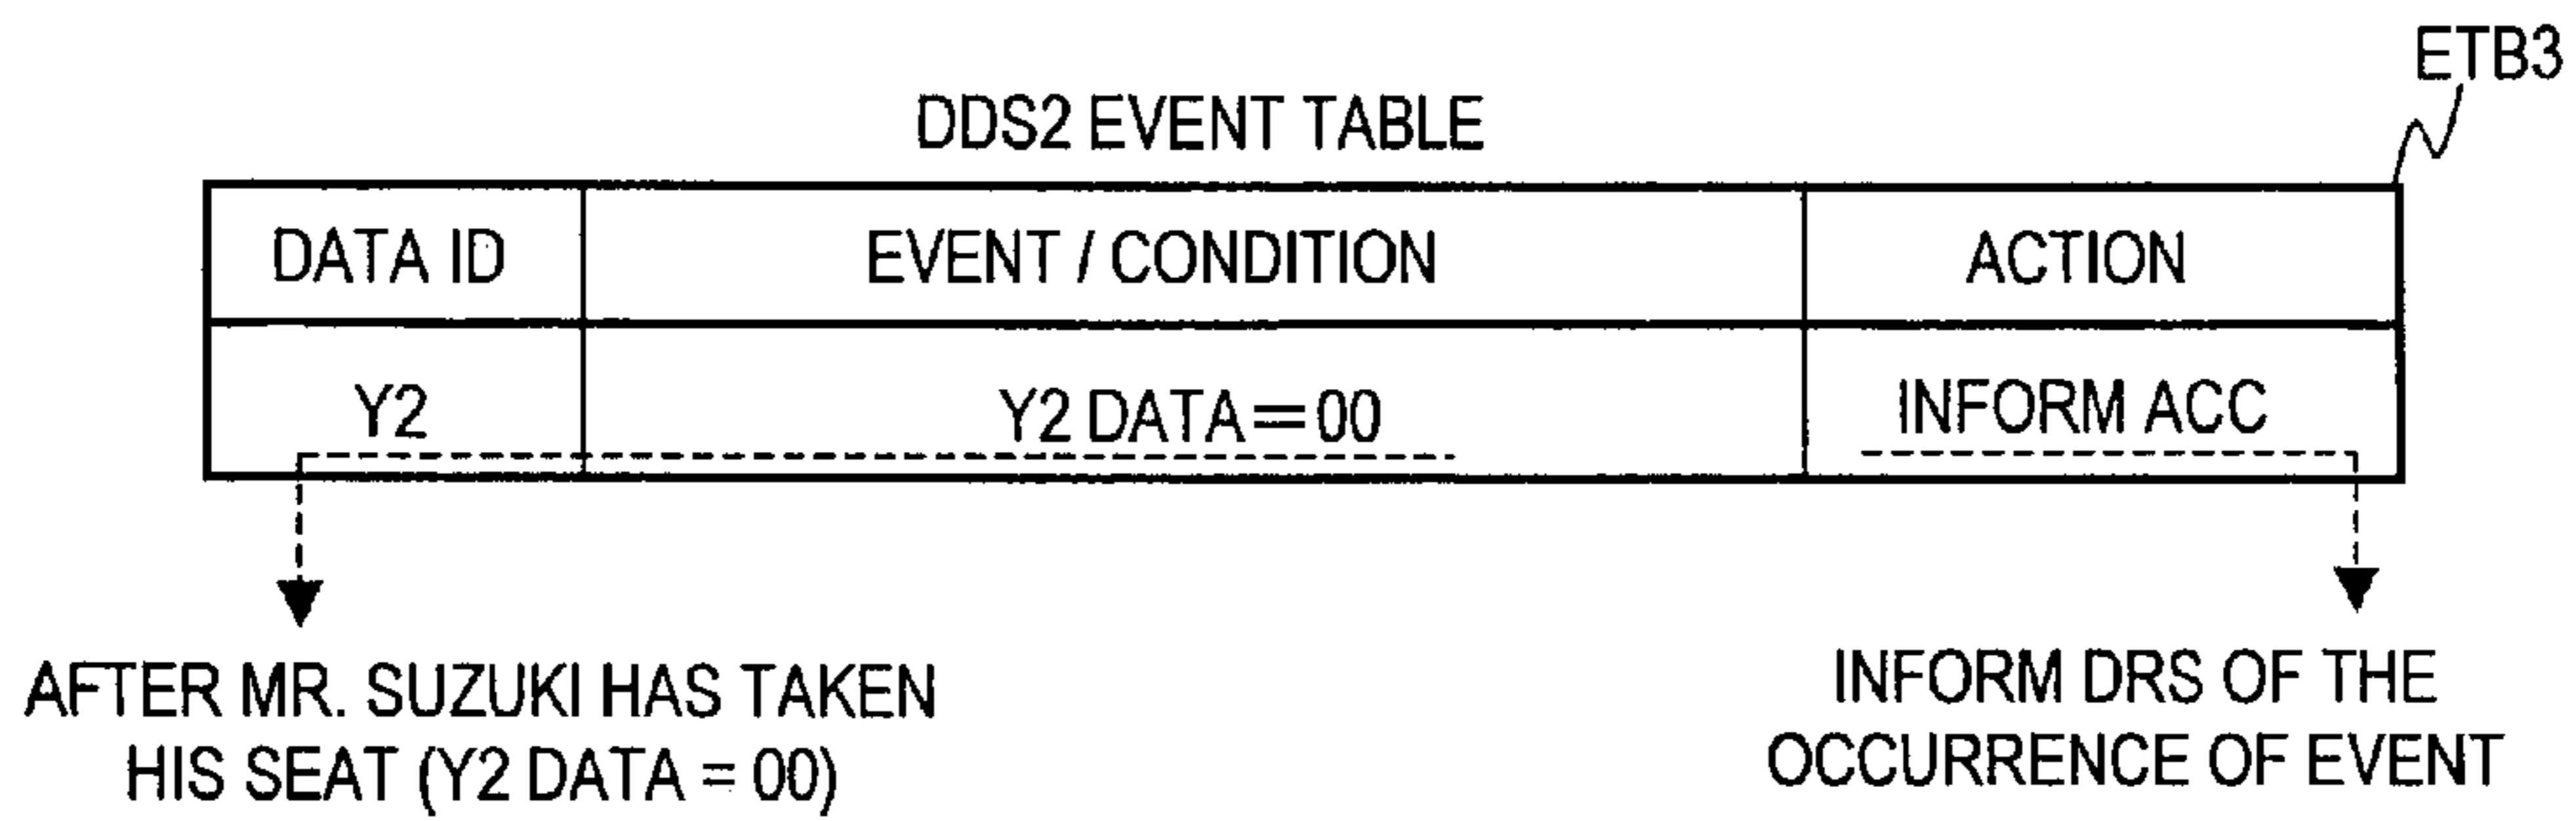 ETB3
DDS2 EVENT TABLE
DATA ID EVENT / CONDITION ACTION
Y2 Y2 DATA=00 INFORM ACC
AFTER MR. SUZUKI HAS TAKEN
HIS SEAT (Y2 DATA = 00)
INFORM DRS OF THE
OCCURRENCE OF EVENT